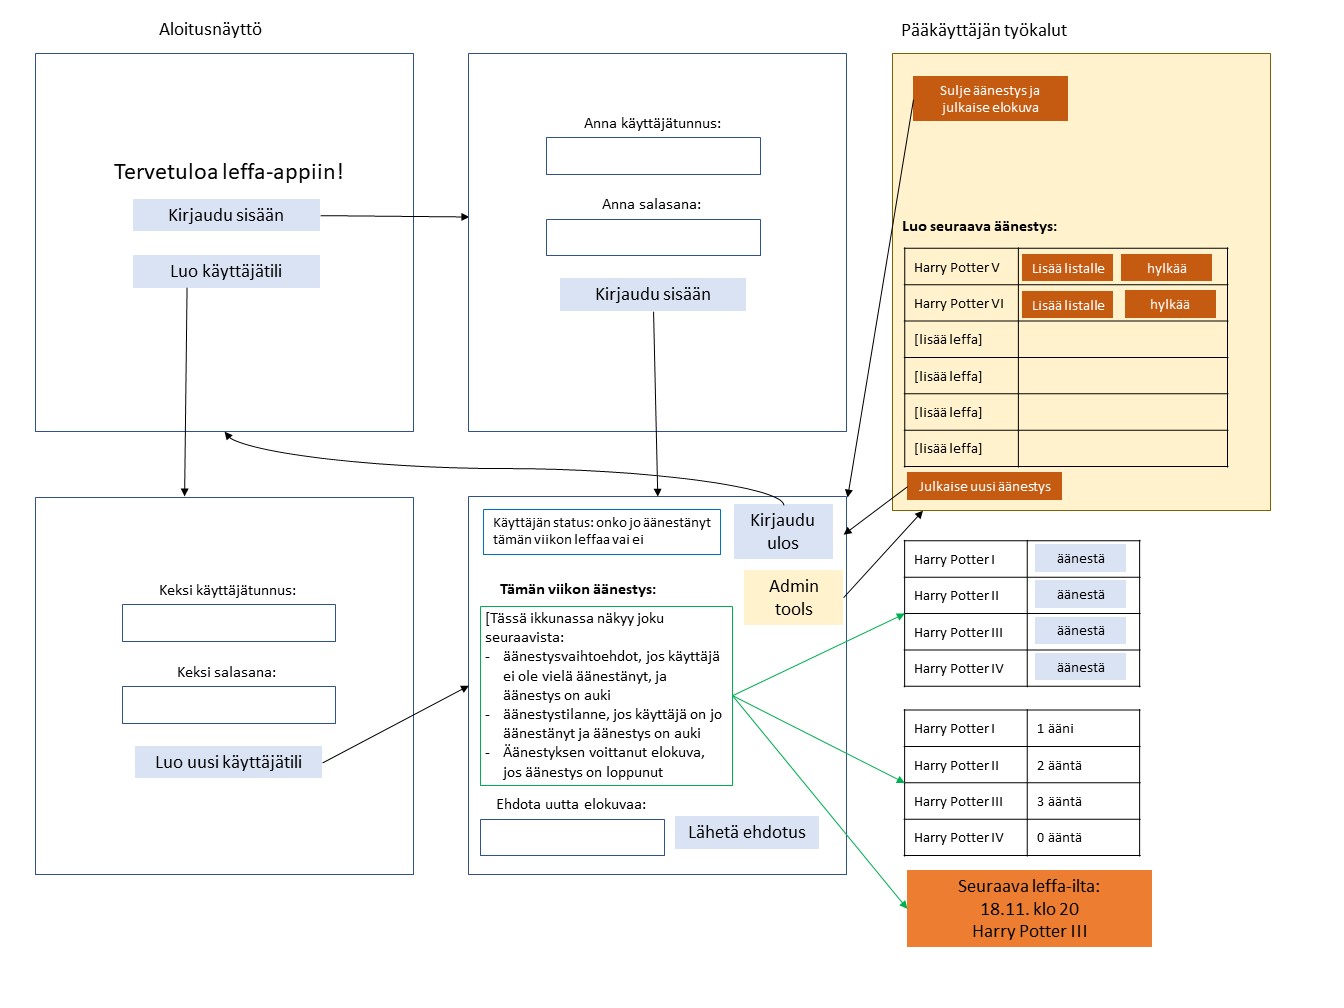 Aloitusnäyttö
Tervetuloa leffa-appiin!
Kirjaudu sisään
Luo käyttäjätili
Anna käyttäjätunnus:
Anna salasana:
Kirjaudu sisään
Pääkäyttäjän työkalut
Sulje äänestys ja
julkaise elokuva
Luo seuraava äänestys:
Harry Potter V Lisää listalle hylkää
Harry Potter VI Lisää listalle hylkää
[lisää leffa]
[lisää leffa]
[lisää leffa]
[lisää leffa]
Julkaise uusi äänestys
Keksi käyttäjätunnus:
Keksi salasana:
Luo uusi käyttäjätili
Käyttäjän status: onko jo äänestänyt
tämän viikon leffaa vai ei
Kirjaudu
ulos
Admin
tools
Tämän viikon äänestys:
[Tässä ikkunassa näkyy joku
seuraavista:
- äänestysvaihtoehdot, jos käyttäjä
ei ole vielä äänestänyt, ja
äänestys on auki
- äänestystilanne, jos käyttäjä on jo
äänestänyt ja äänestys on auki
- Äänestyksen voittanut elokuva,
jos äänestys on loppunut
Ehdota uutta elokuvaa:
Lähetä ehdotus
Harry Potter I äänestä
Harry Potter II äänestä
Harry Potter III äänestä
Harry Potter IV äänestä
Harry Potter I 1 ääni
Harry Potter II 2 ääntä
Harry Potter III 3 ääntä
Harry Potter IV 0 ääntä
Seuraava leffa-ilta:
18.11. klo 20
Harry Potter III